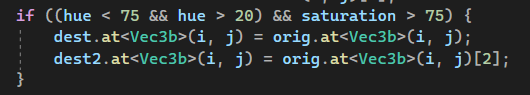 if ((hue < 75 && hue > 20) && saturation > 75) {
dest.at<Vec3b>(i, j) = orig.at<Vec3b>(i, j);
dest2.at<Vec3b>(i, j) = orig.at<Vec3b>(i, j)[2];
}